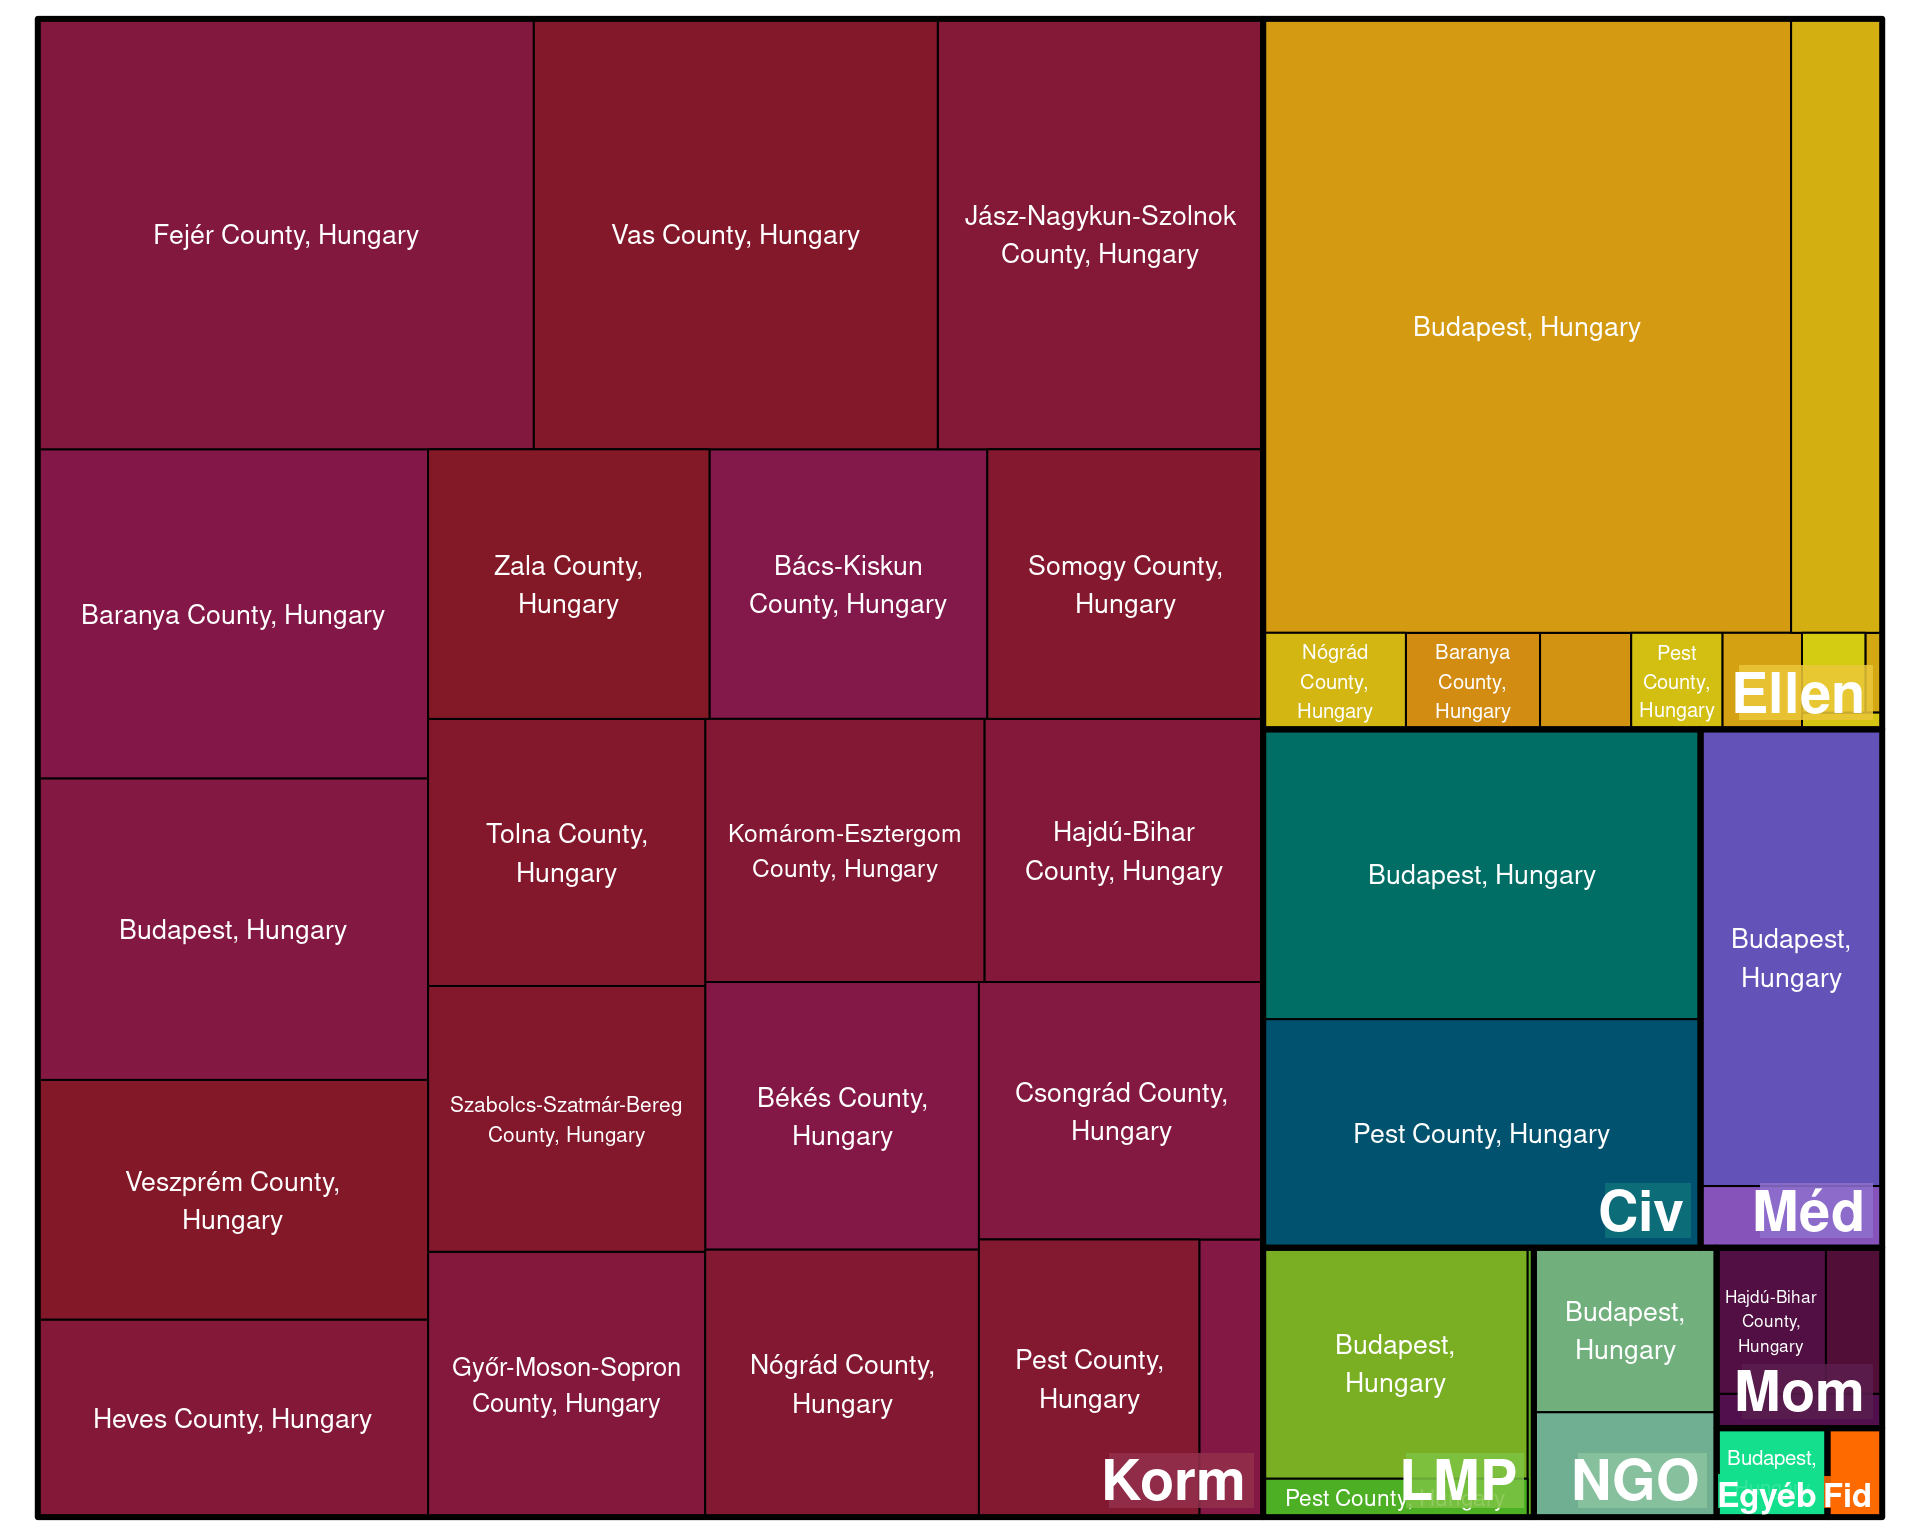 Fejér County, Hungary
Vas County, Hungary
Jász-Nagykun-Szolnok
County, Hungary
Baranya County, Hungary
Zala County,
Hungary
Bács-Kiskun
County, Hungary
Somogy County,
Hungary
Budapest, Hungary
Tolna County,
Hungary
Komárom-Esztergom
County, Hungary
Hajdú-Bihar
County, Hungary
Veszprém County,
Hungary
Szabolcs-Szatmár-Bereg
County, Hungary
Békés County,
Hungary
Csongrád County,
Hungary
Heves County, Hungary
Győr-Moson-Sopron
County, Hungary
Nógrád County,
Hungary
Pest County,
Hungary
Korm
Budapest, Hungary
Nógrád
County,
Hungary
Baranya
County,
Hungary
Pest
County,
Hungary
Ellen
Budapest, Hungary
Pest County, Hungary
Civ
Budapest,
Hungary
Méd
Budapest,
Hungary
Pest County, Hungary
LMP
Budapest,
Hungary
NGO
Hajdú-Bihar
County,
Hungary
Mom
Budapest,
Egyéb
Fid